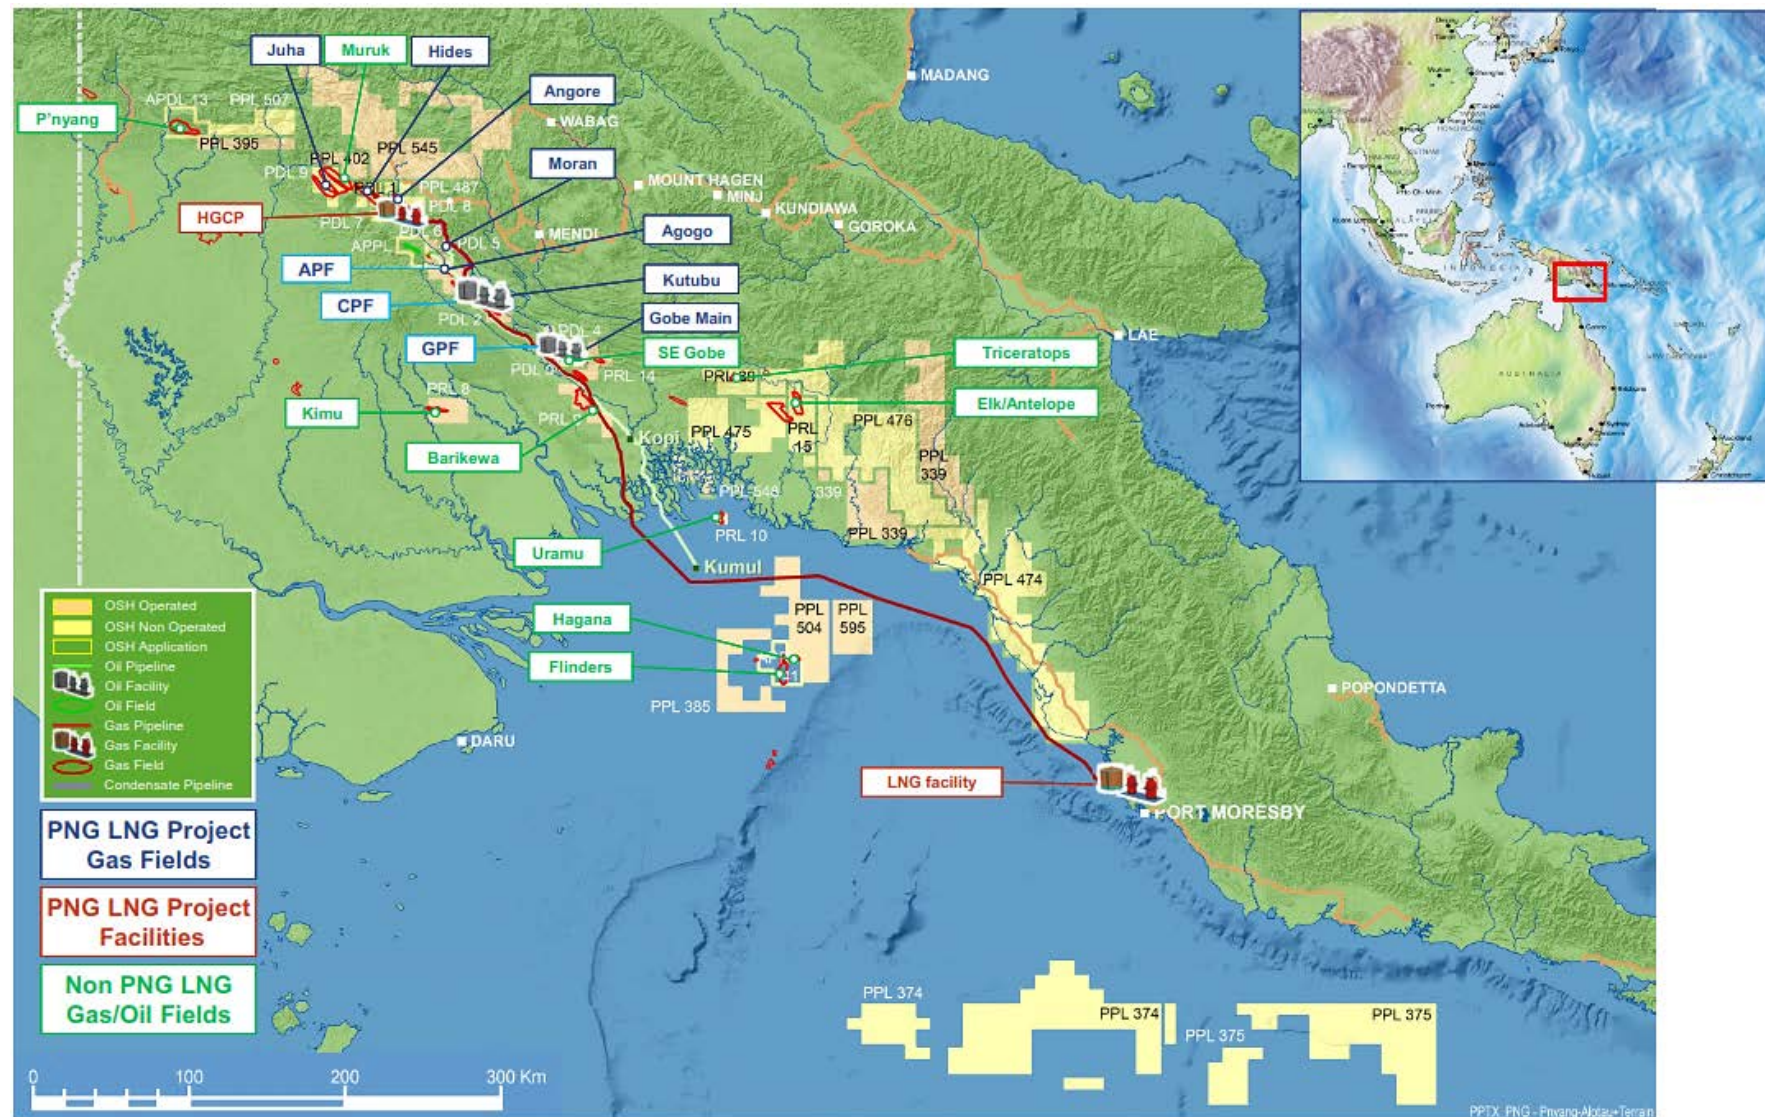 Juha
Muruk
Hides
Angore
P'nyang
APDL 13
PPL 507
PPL 395
PPL 402
PPL 545
PDL 9
PPL 487
PDL 8
PDL 7
Moran
HGCP
PDL 5
APF
Agogo
CPF
Kutubu
PDL 2
Gobe Main
GPF
PDL 4
SE Gobe
PRL 14
PRL 8
Kimu
Barikewa
Kopi
Triceratops
Elk/Antelope
PPL 475
PRL
15
PPL 476
PPL
339
339
PPL 339
PRL 10
Uramu
Kumul
PPL 474
Hagana
Flinders
PPL
504
PPL
595
PPL 385
MADANG
WABAG
MOUNT HAGEN
MINJ
KUNDIAWA
GOROKA
MENDI
LAE
POPONDETTA
DARU
LNG facility
PORT MORESBY
OSH Operated
OSH Non Operated
OSH Application
Oil Pipeline
Oil Facility
Oil Field
Gas Pipeline
Gas Facility
Gas Field
Condensate Pipeline
PNG LNG Project
Gas Fields
PNG LNG Project
Facilities
Non PNG LNG
Gas/Oil Fields
PPL 374
PPL 374
PPL 375
PPL 375
0
100
200
300 Km
AUSTRALIA
INDONESIA
Perth
Sydney